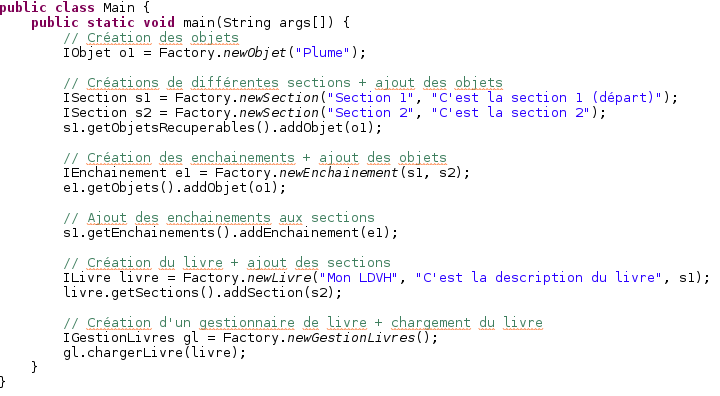 public class Main {
public static void main(String args[]) {
// Création des objets
IObjet o1 = Factory.newObjet("Plume");
// Créations de différentes sections + ajout des objets
ISection s1 = Factory.newSection("Section 1", "C'est la section 1 (départ)");
ISection s2 = Factory.newSection("Section 2", "C'est la section 2");
s1.getObjetsRecuperables().addObjet(o1);
// Création des enchainements + ajout des objets
IEnchainement e1 = Factory.newEnchainement(s1, s2);
e1.getObjets().addObjet(o1);
// Ajout des enchainements aux sections
s1.getEnchainements().addEnchainement(e1);
// Création du livre + ajout des sections
ILivre livre = Factory.newLivre("Mon LDVH", "C'est la description du livre", s1);
livre.getSections().addSection(s2);
// Création d'un gestionnaire de livre + chargement du livre
IGestionLivres gl = Factory.newGestionLivres();
gl.chargerLivre(livre);
}
}